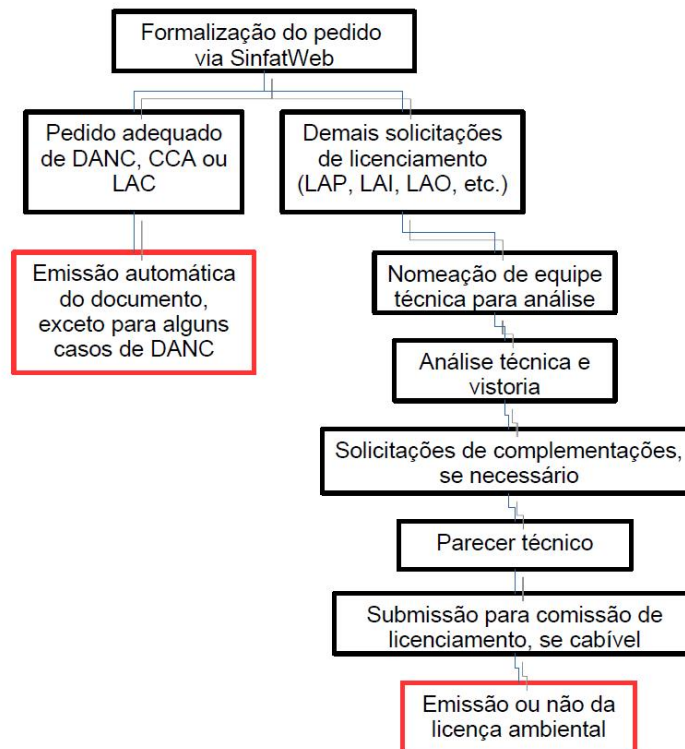 Formalização do pedido
via SinfatWeb
Pedido adequado
de DANC, CCA ou
LAC
Demais solicitações
de licenciamento
(LAP, LAI, LAO, etc.)
Emissão automática
do documento,
exceto para alguns
casos de DANC
Nomeação de equipe
técnica para análise
Análise técnica e
vistoria
Solicitações de complementações,
se necessário
Parecer técnico
Submissão para comissão de
licenciamento, se cabível
Emissão ou não da
licença ambiental